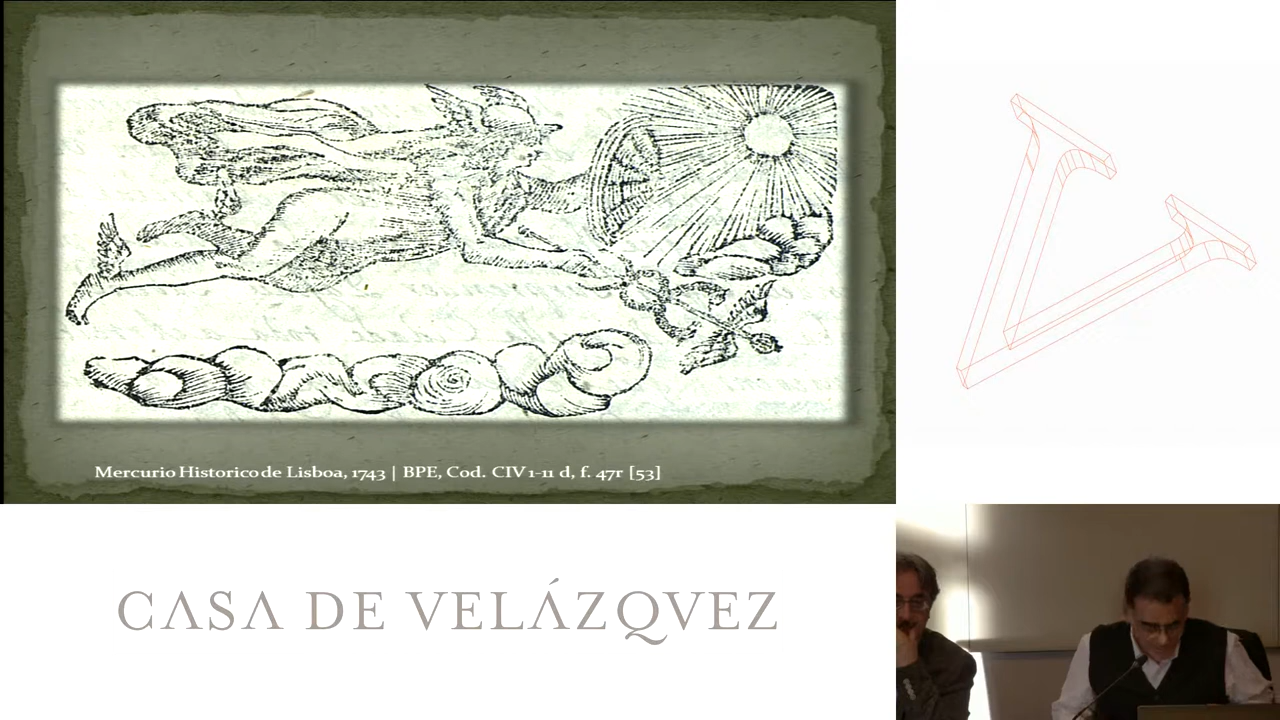 Mercurio Historico de Lisboa, 1743 | BPE, Cod. CIV 1-11 d, f. 47r [53]
CASA DE VELÁZQVEZ